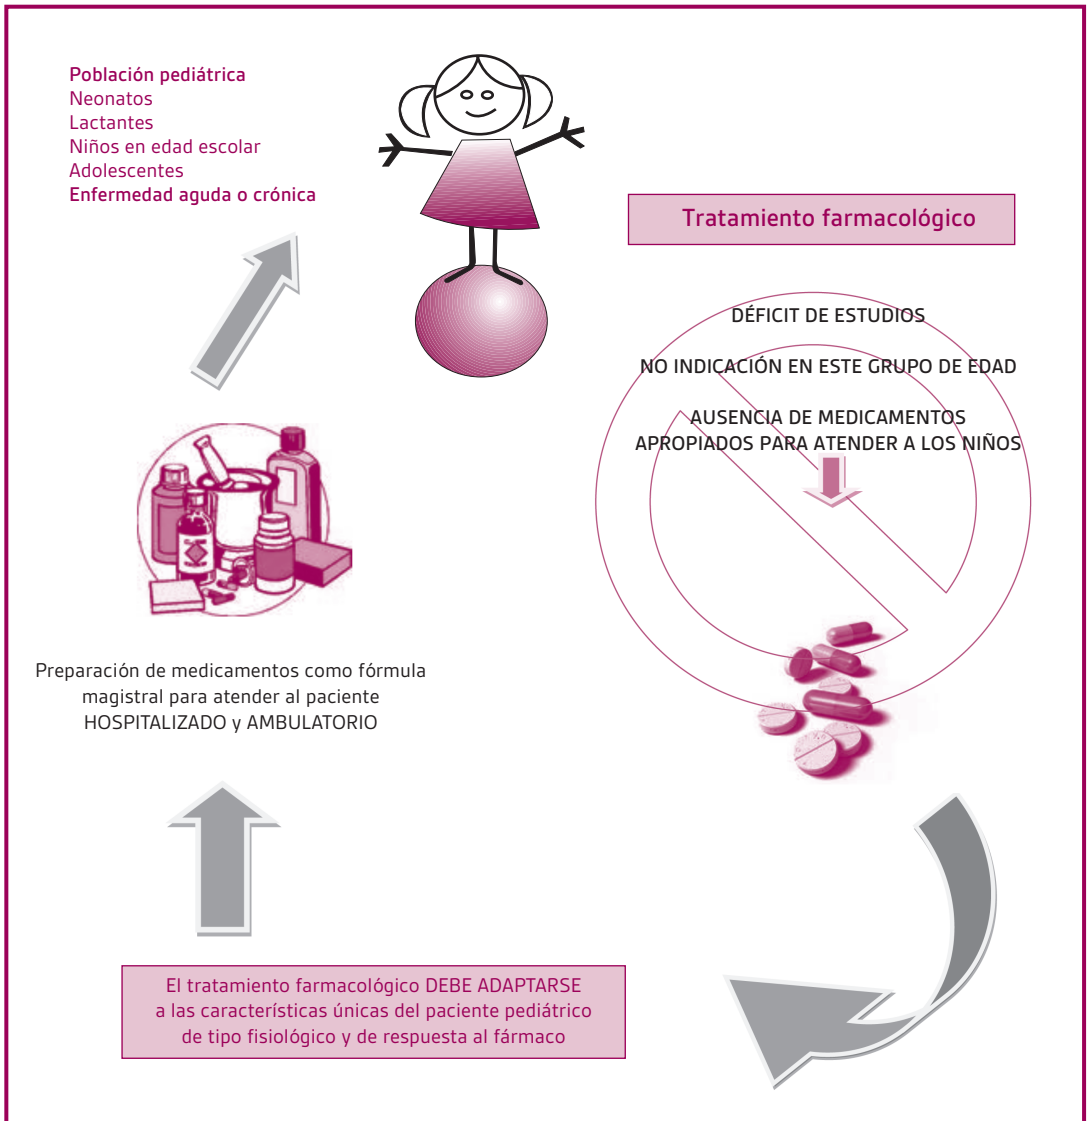 Población pediátrica
Neonatos
Lactantes
Niños en edad escolar
Adolescentes
Enfermedad aguda o crónica
Tratamiento farmacológico
DÉFICIT DE ESTUDIOS
NO INDICACIÓN EN ESTE GRUPO DE EDAD
AUSENCIA DE MEDICAMENTOS
APROPIADOS PARA ATENDER A LOS NIÑOS
Preparación de medicamentos como fórmula
magistral para atender al paciente
HOSPITALIZADO y AMBULATORIO
El tratamiento farmacológico DEBE ADAPTARSE
a las características únicas del paciente pediátrico
de tipo fisiológico y de respuesta al fármaco